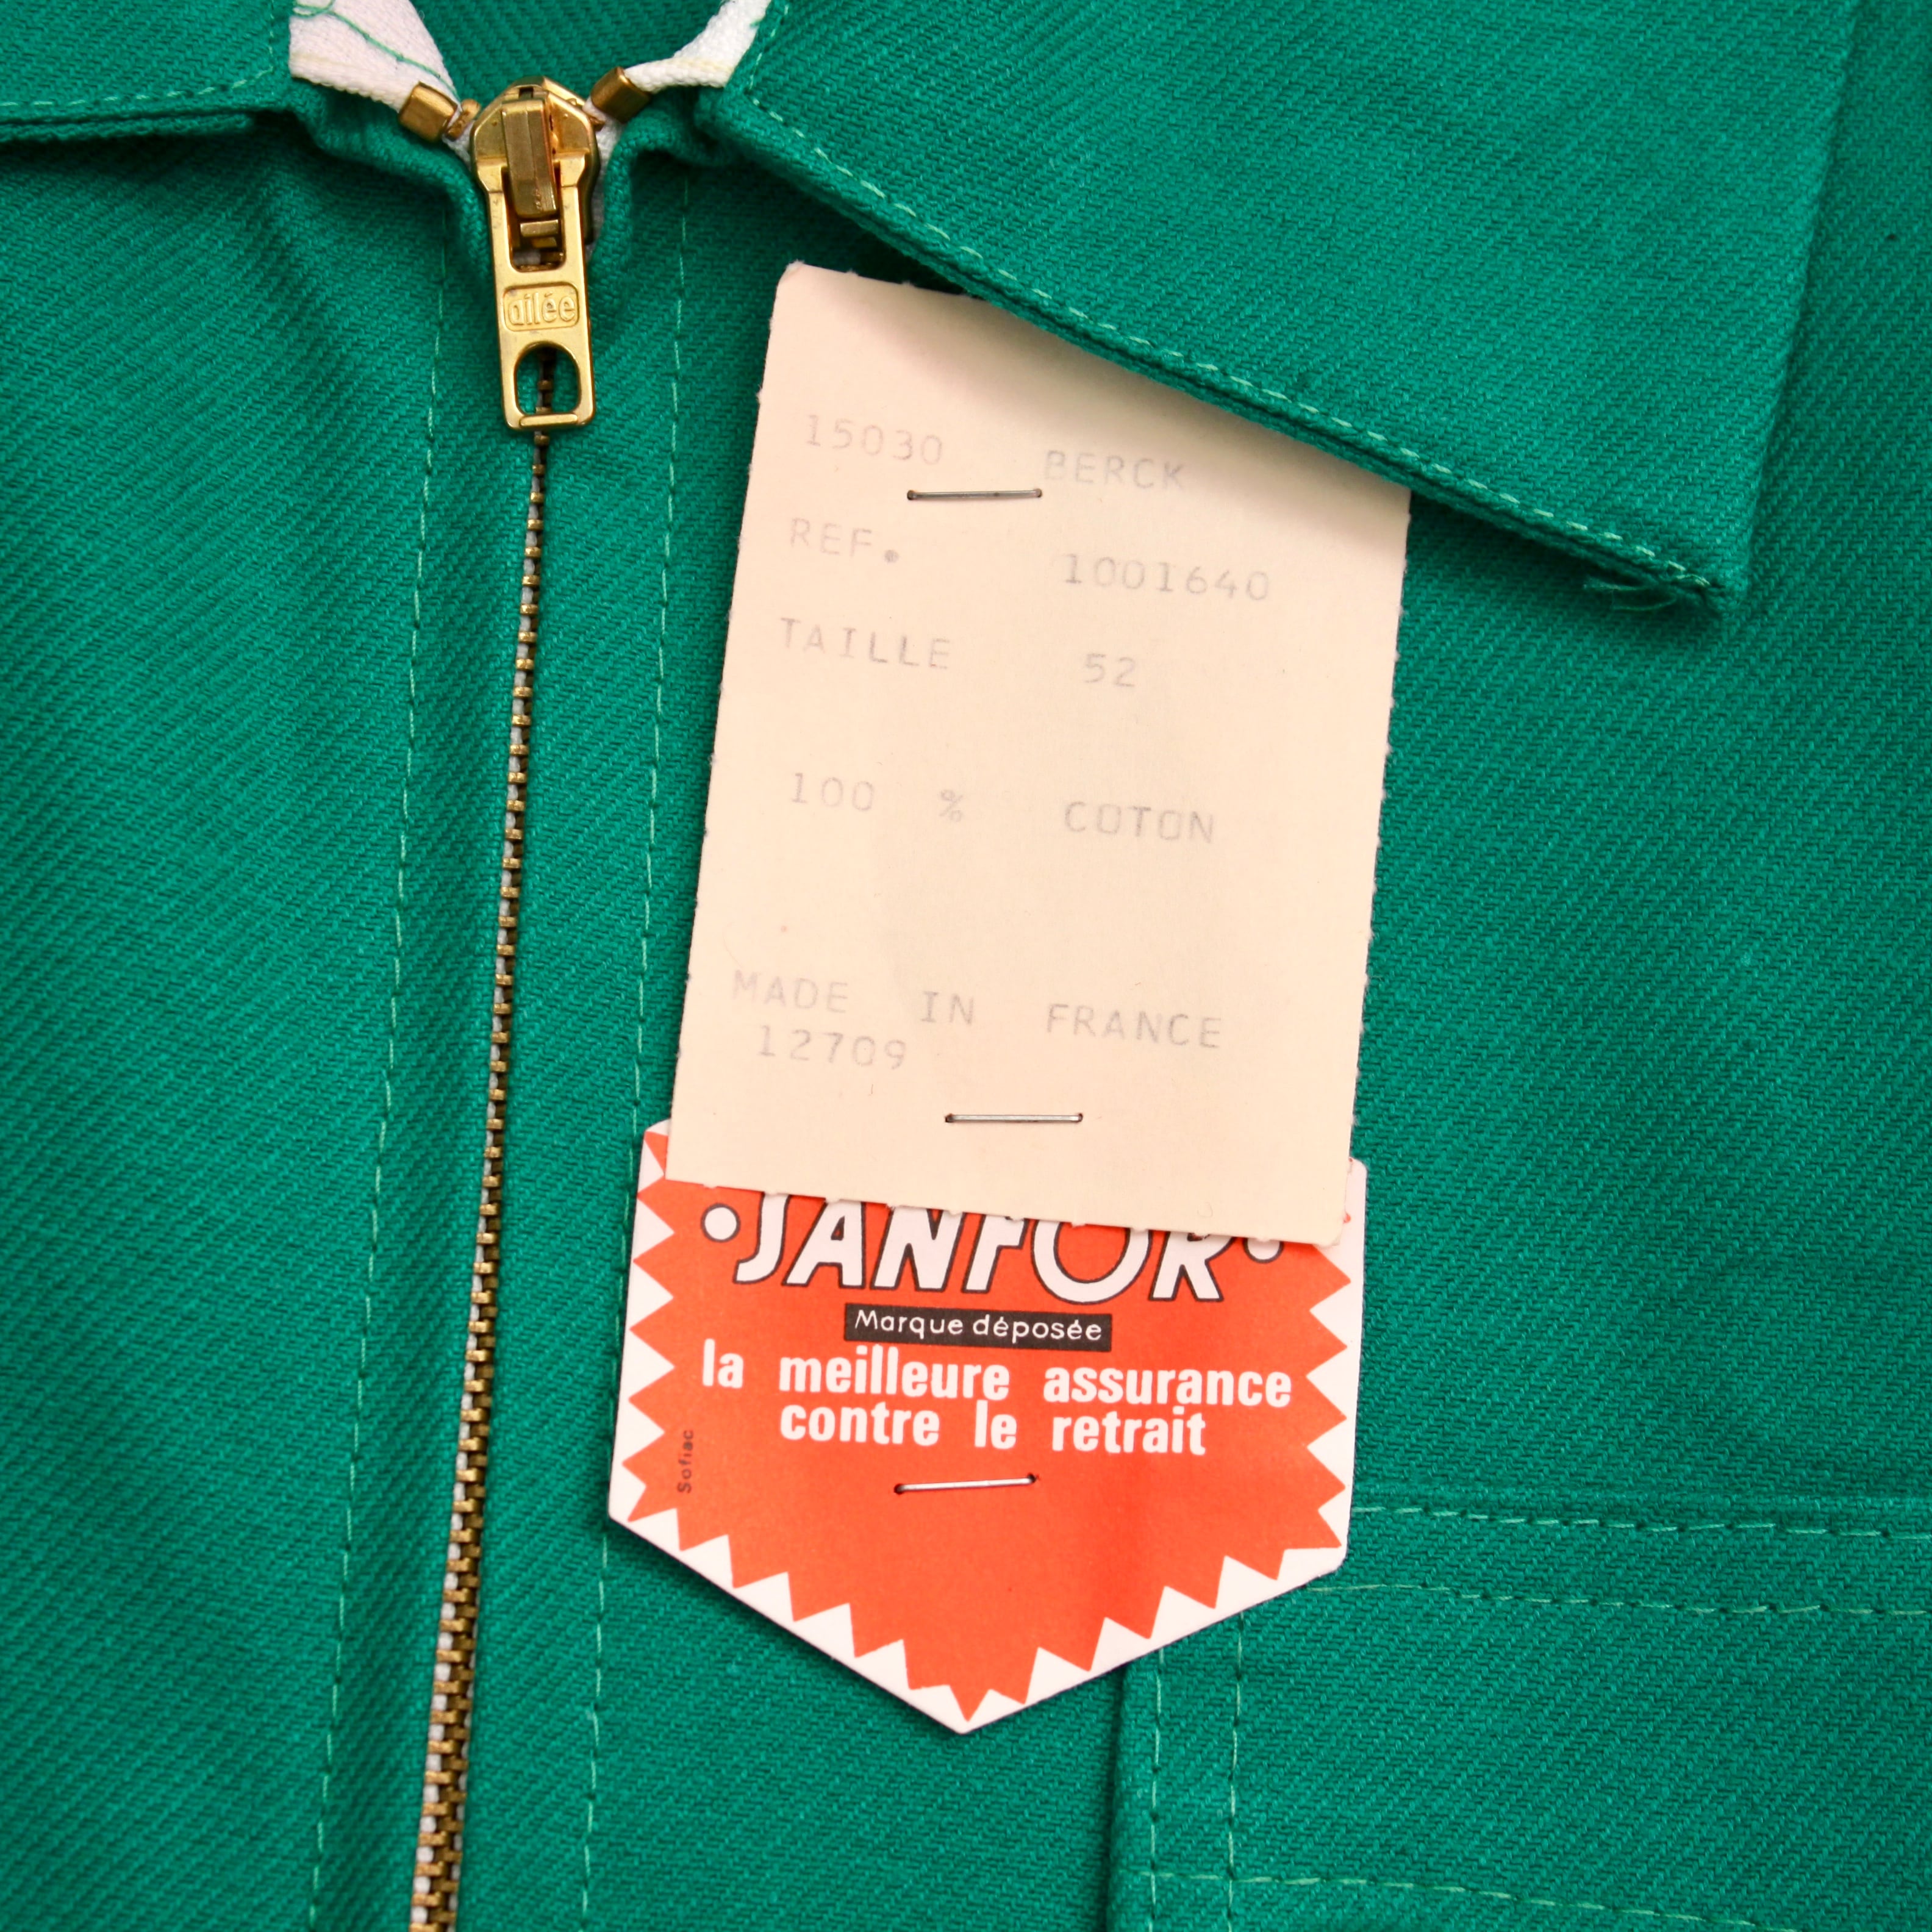 ailée
15030 BERCK
REF. 1001640
TAILLE 52
100 % COTON
MADE IN FRANCE
12709
SANFOR
Marque déposée
la meilleure assurance
contre le retrait
Sofiac